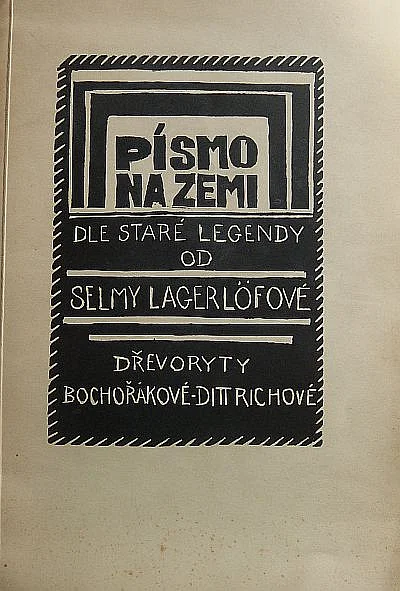 PÍSMO
NA ZEMI
DLE STARÉ LEGENDY
OD
SELMY LAGERLÖFOVÉ
DŘEVORYTY
BOCHOŘÁKOVÉ-DITTRICHOVÉ